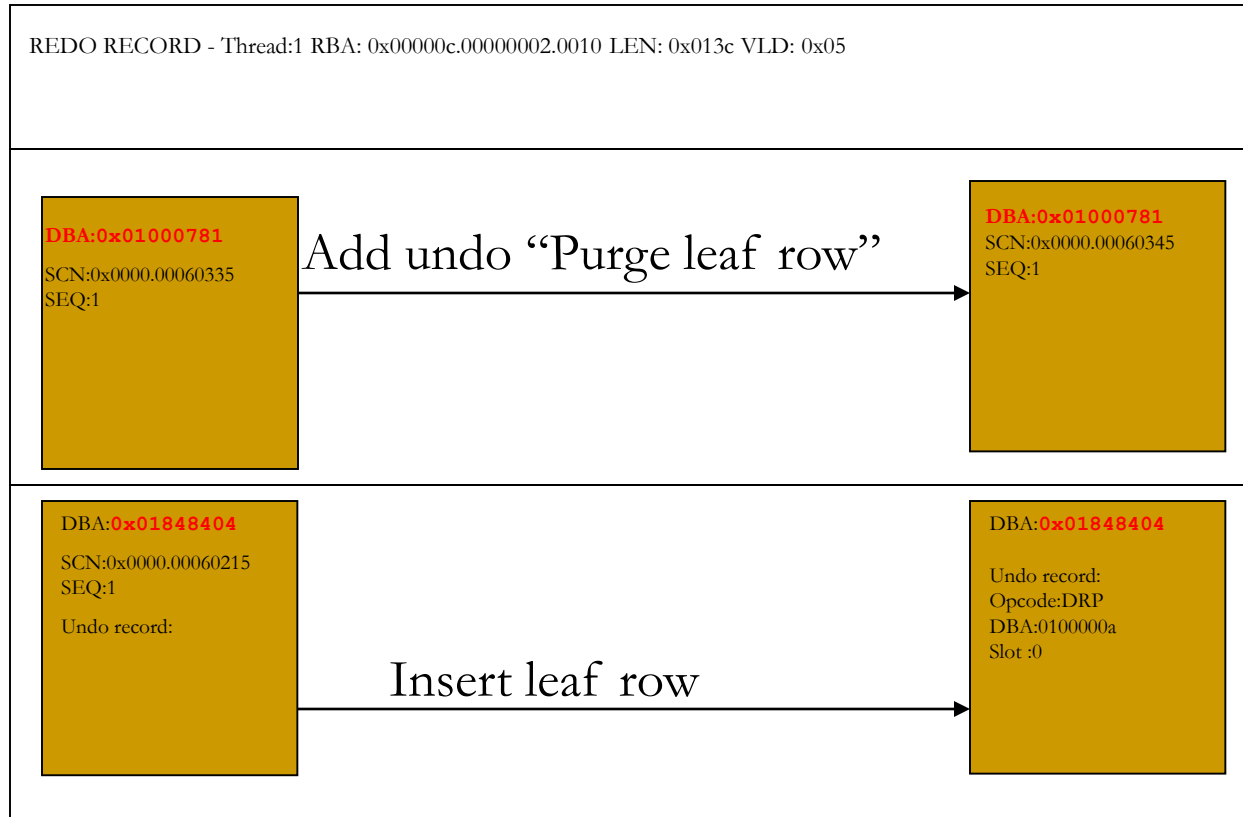 REDO RECORD - Thread:1 RBA: 0x00000c.00000002.0010 LEN: 0x013c VLD: 0x05
DBA:0x01000781
SCN:0x0000.00060335
SEQ:1
Add undo “Purge leaf row”
DBA:0x01000781
SCN:0x0000.00060345
SEQ:1
DBA:0x01848404
SCN:0x0000.00060215
SEQ:1
Undo record:
Insert leaf row
DBA:0x01848404
Undo record:
Opcode:DRP
DBA:0100000a
Slot :0